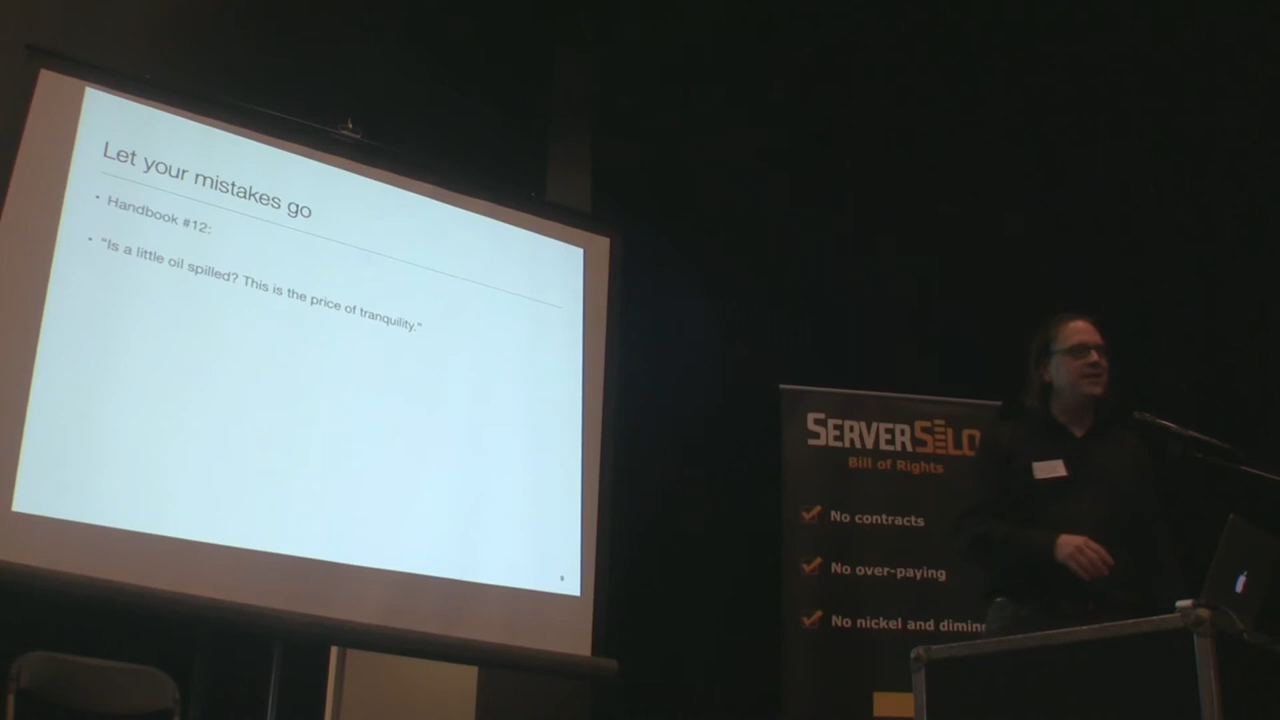 Let your mistakes go
• Handbook #12:
• “Is a little oil spilled? This is the price of tranquility.”
9
SERVERSILO
Bill of Rights
No contracts
No over-paying
No nickel and dimin